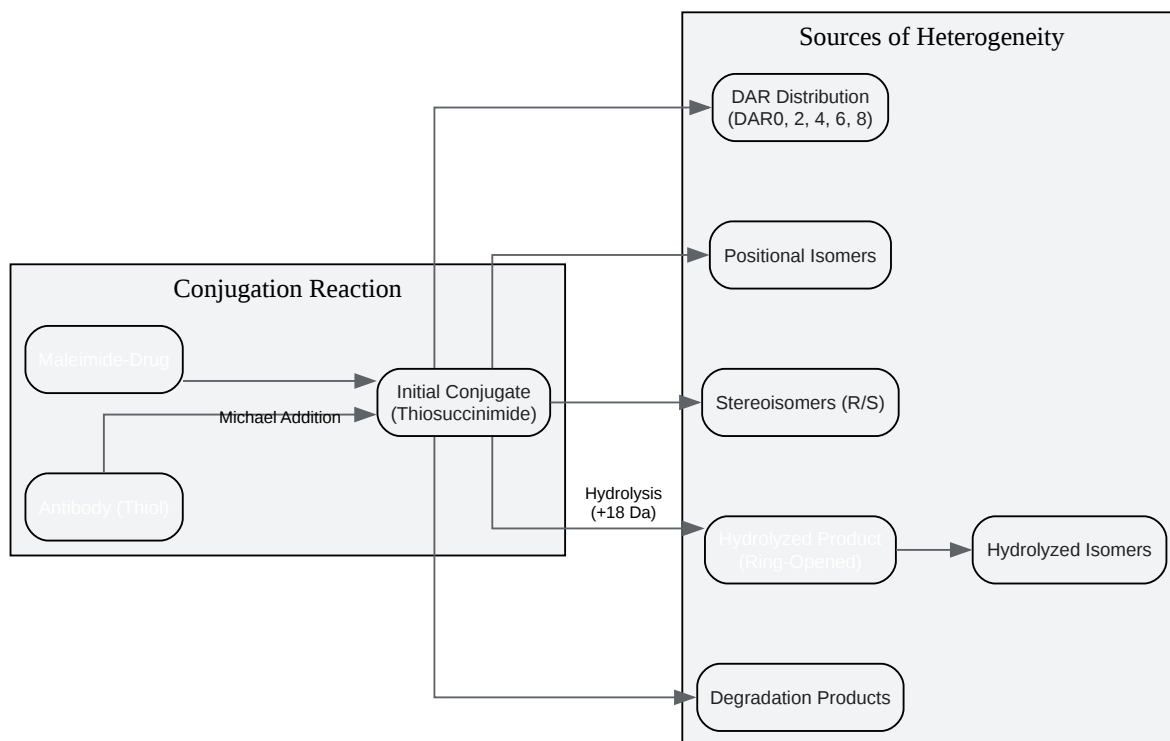 Sources of Heterogeneity
DAR Distribution
(DAR0, 2, 4, 6, 8)
Positional Isomers
Conjugation Reaction
Maleimide-Drug
Initial Conjugate
(Thiosuccinimide)
Stereoisomers (R/S)
Michael Addition
Antibody (Thiol)
Hydrolysis
(+18 Da)
Hydrolyzed Product
(Ring-Opened)
Hydrolyzed Isomers
Degradation Products